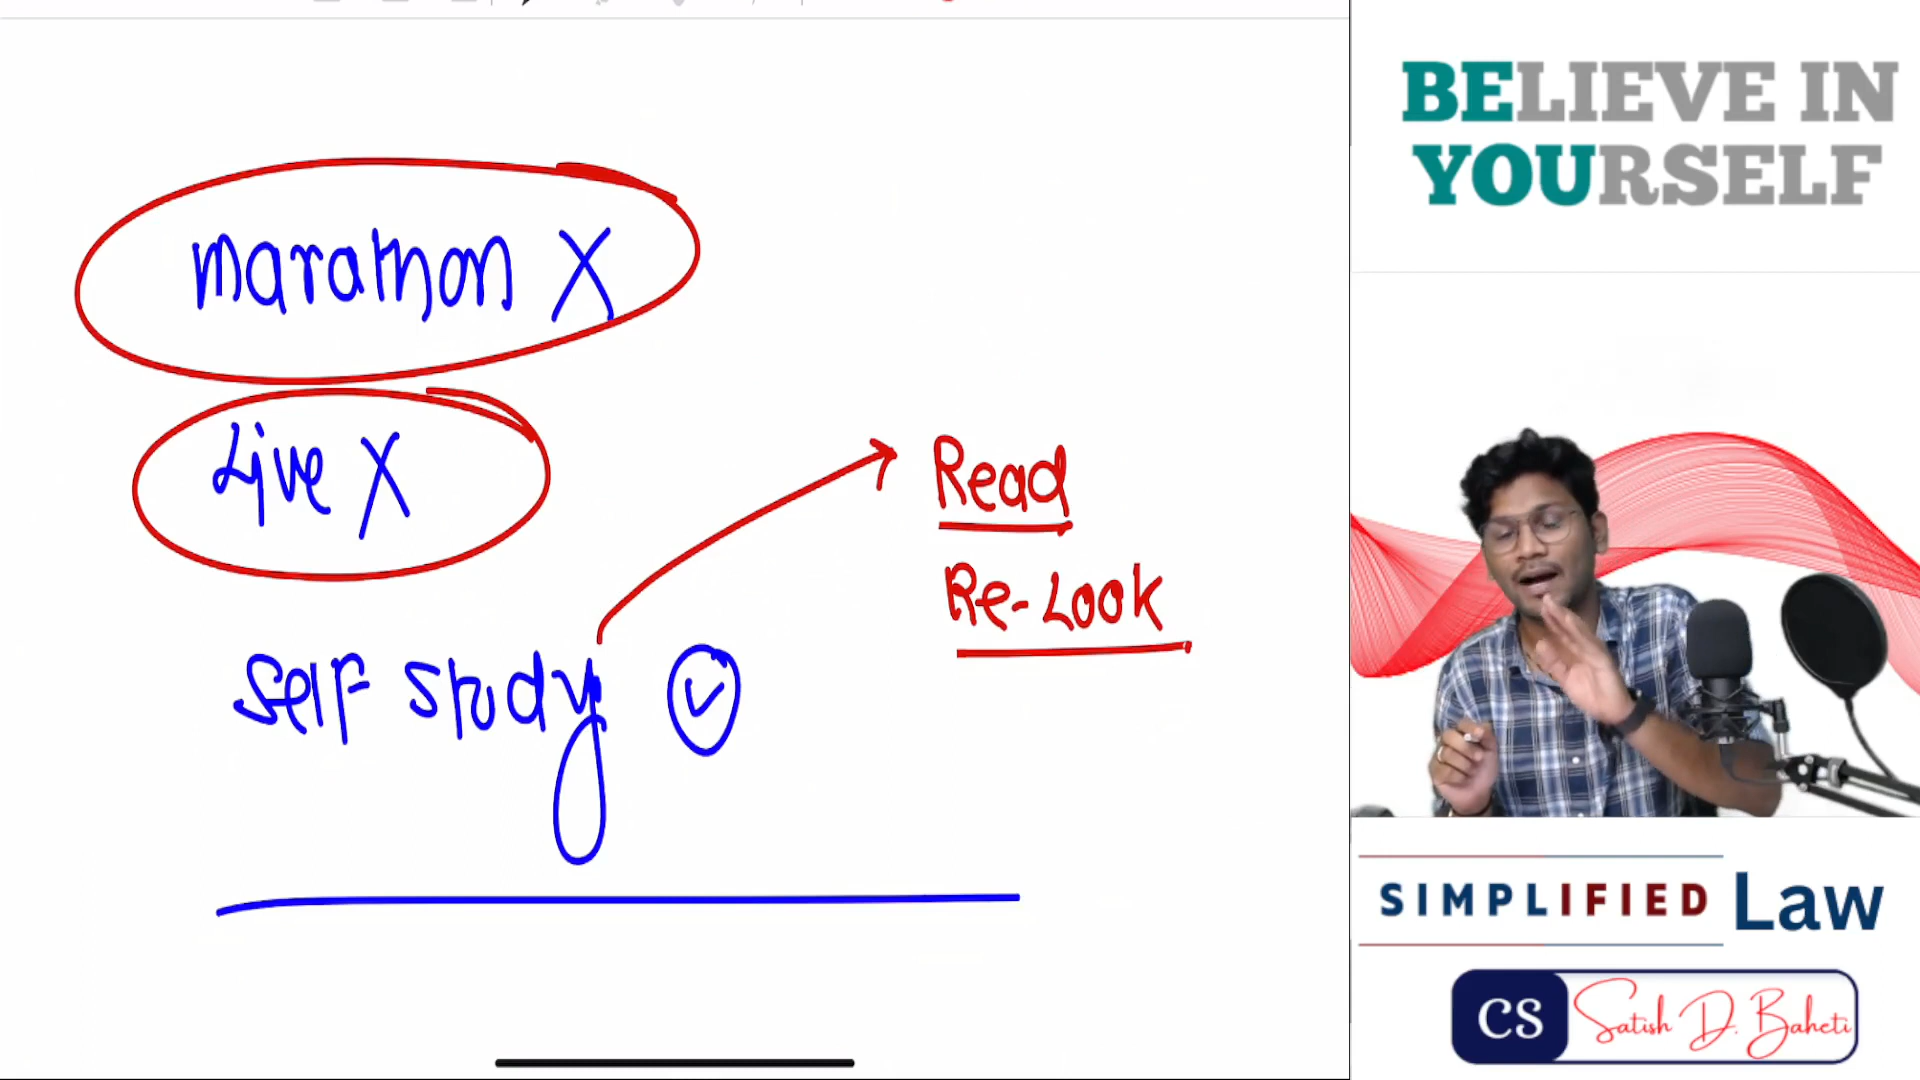 marathon X
Live X
Self study
Read
Re-Look
BELIEVE IN
YOURSELF
SIMPLIFIED Law
CS Satish D. Baheti